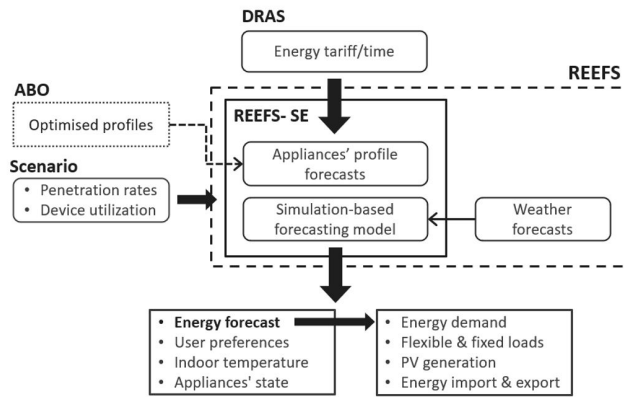 DRAS
Energy tariff/time
REEFS
ABO
Optimised profiles
REEFS- SE
Appliances' profile
forecasts
Scenario
• Penetration rates
• Device utilization
Simulation-based
forecasting model
Weather
forecasts
• Energy forecast
• User preferences
• Indoor temperature
• Appliances' state
• Energy demand
• Flexible & fixed loads
• PV generation
• Energy import & export